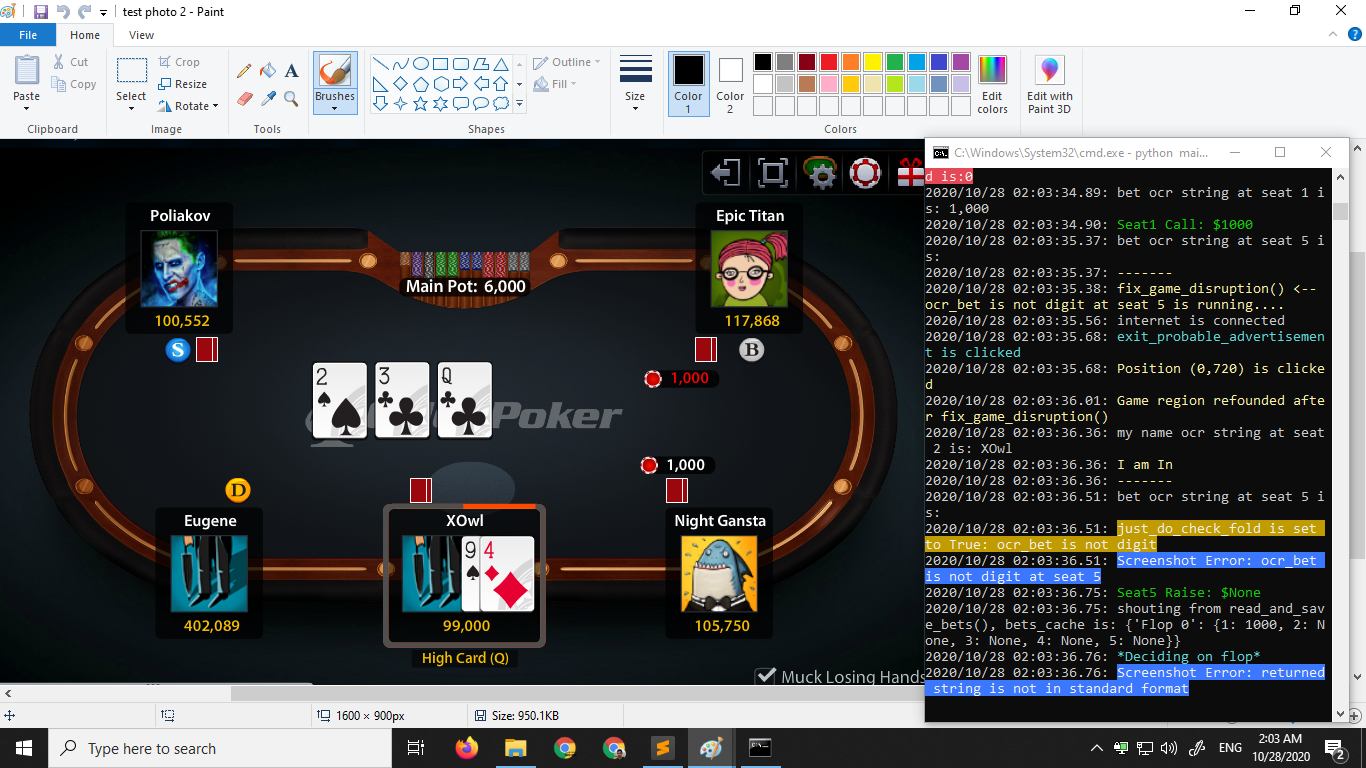 test photo 2 - Paint
File
Home
View
Paste
Cut
Copy
Clipboard
Select
Crop
Resize
Rotate
Image
A
Tools
Brushes
Outline
Fill
Shapes
Size
Color
1
Color
2
Edit
colors
Edit with
Paint 3D
Colors
Poliakov
100,552
S
Main Pot: 6,000
Epic Titan
117,868
B
1,000
2
3
Q
Poker
1,000
D
Eugene
402,089
XOwl
9
4
99,000
High Card (Q)
Night Gansta
105,750
Muck Losing Hands
C:\Windows\System32\cmd.exe - python mai...
d is:0
2020/10/28 02:03:34.89: bet ocr string at seat 1 i
s: 1,000
2020/10/28 02:03:34.90: Seat1 Call: $1000
2020/10/28 02:03:35.37: bet ocr string at seat 5 i
s:
2020/10/28 02:03:35.37: -------
2020/10/28 02:03:35.38: fix_game_disruption() <--
ocr_bet is not digit at seat 5 is running....
2020/10/28 02:03:35.56: internet is connected
2020/10/28 02:03:35.68: exit_probable_advertisemen
t is clicked
2020/10/28 02:03:35.68: Position (0,720) is clicke
d
2020/10/28 02:03:36.01: Game region refounded afte
r fix_game_disruption()
2020/10/28 02:03:36.36: my name ocr string at seat
2 is: XOwl
2020/10/28 02:03:36.36: I am In
2020/10/28 02:03:36.36: -------
2020/10/28 02:03:36.51: bet ocr string at seat 5 i
s:
2020/10/28 02:03:36.51: just_do_check_fold is set
to True: ocr_bet is not digit
2020/10/28 02:03:36.51: Screenshot Error: ocr_bet
is not digit at seat 5
2020/10/28 02:03:36.75: Seat5 Raise: $None
2020/10/28 02:03:36.75: shouting from read_and_sav
e_bets(), bets_cache is: {'Flop 0': {1: 1000, 2: N
one, 3: None, 4: None, 5: None}}
2020/10/28 02:03:36.76: *Deciding on flop*
2020/10/28 02:03:36.76: Screenshot Error: returned
string is not in standard format
1600 × 900px
Size: 950.1KB
Type here to search
ENG
2:03 AM
10/28/2020
2